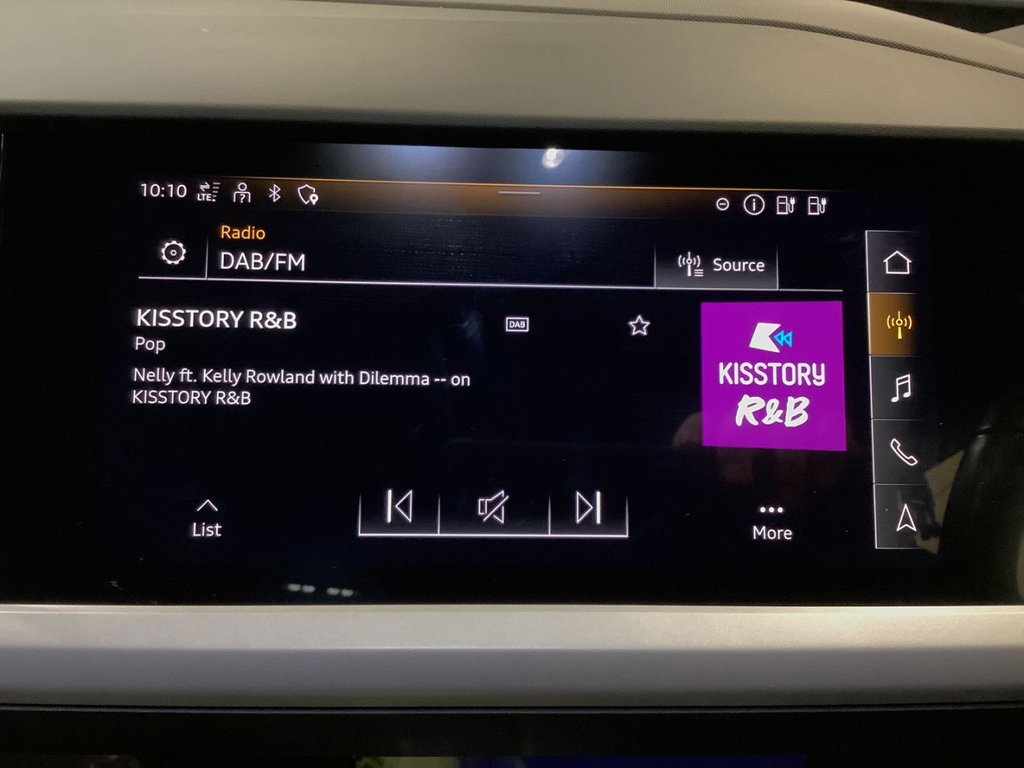 10:10 LTE
Radio
DAB/FM
Source
KISSTORY R&B
DAB
Pop
Nelly ft. Kelly Rowland with Dilemma -- on
KISSTORY R&B
KISSTORY
R&B
List
More